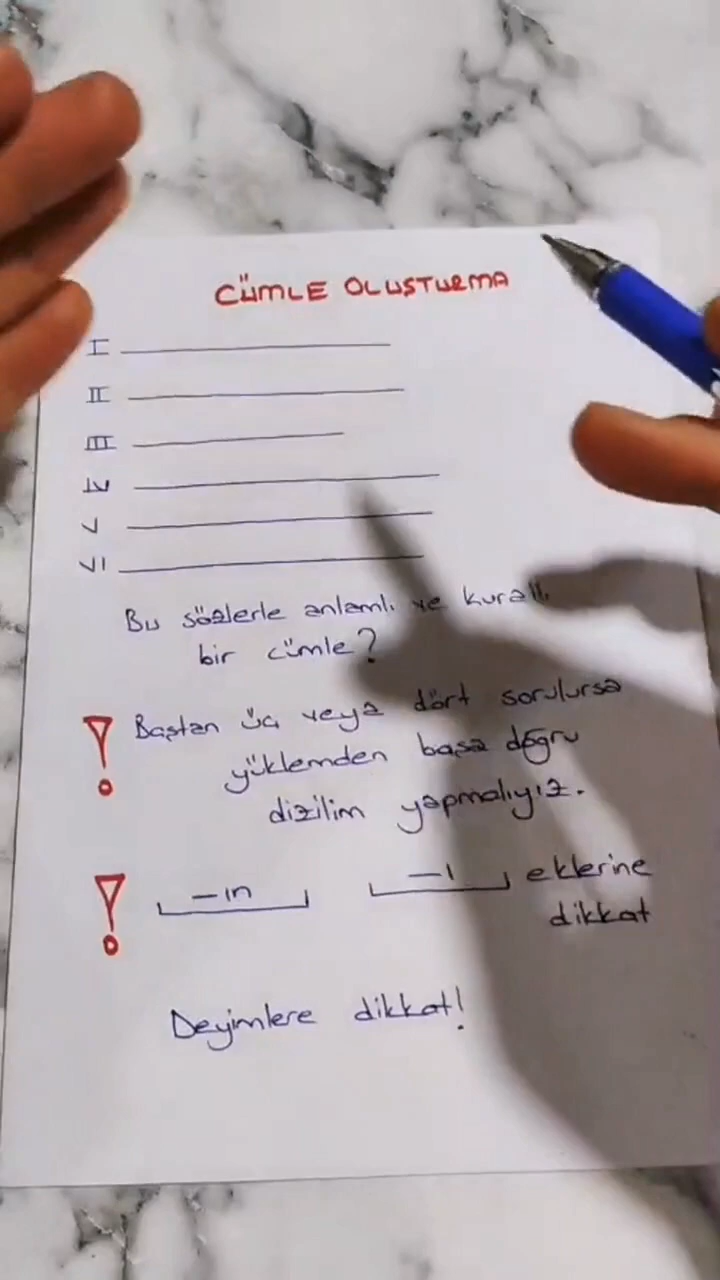 CÜMLE OLUŞTURMA
I
II
III
IV
V
VI
Bu sözlerle anlamlı ve kurallı
bir cümle?
! Baştan üç veya dört sorulursa
yüklemden başa doğru
dizilim yapmalıyız.
! -ın -ı eklerine
dikkat
Deyimlere dikkat!